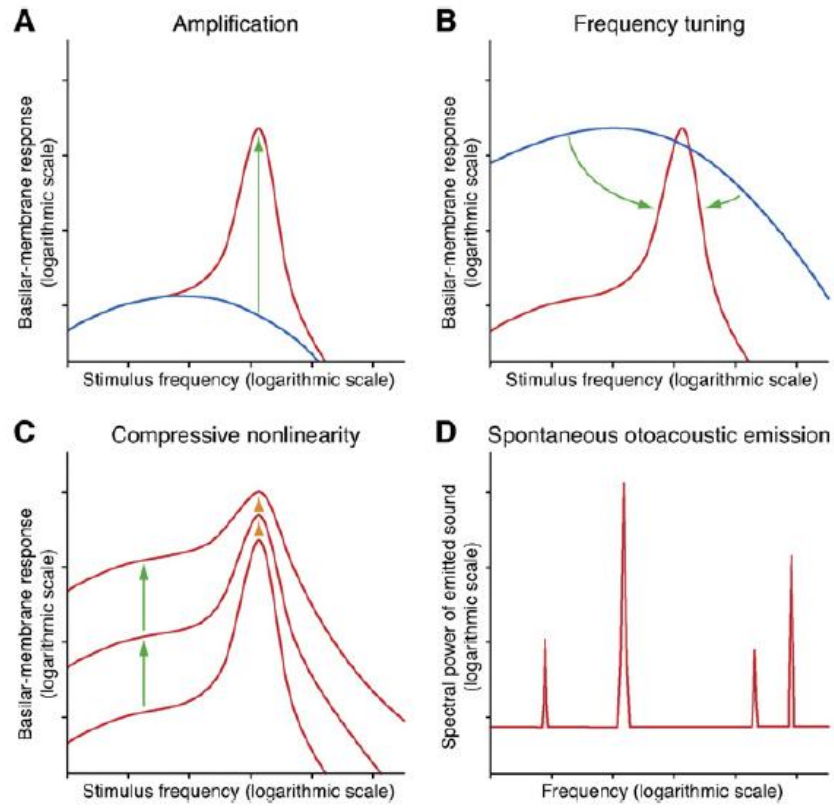 A
Amplification
Basilar-membrane response
(logarithmic scale)
Stimulus frequency (logarithmic scale)
B
Frequency tuning
Basilar-membrane response
(logarithmic scale)
Stimulus frequency (logarithmic scale)
C
Compressive nonlinearity
Basilar-membrane response
(logarithmic scale)
Stimulus frequency (logarithmic scale)
D
Spontaneous otoacoustic emission
Spectral power of emitted sound
(logarithmic scale)
Frequency (logarithmic scale)